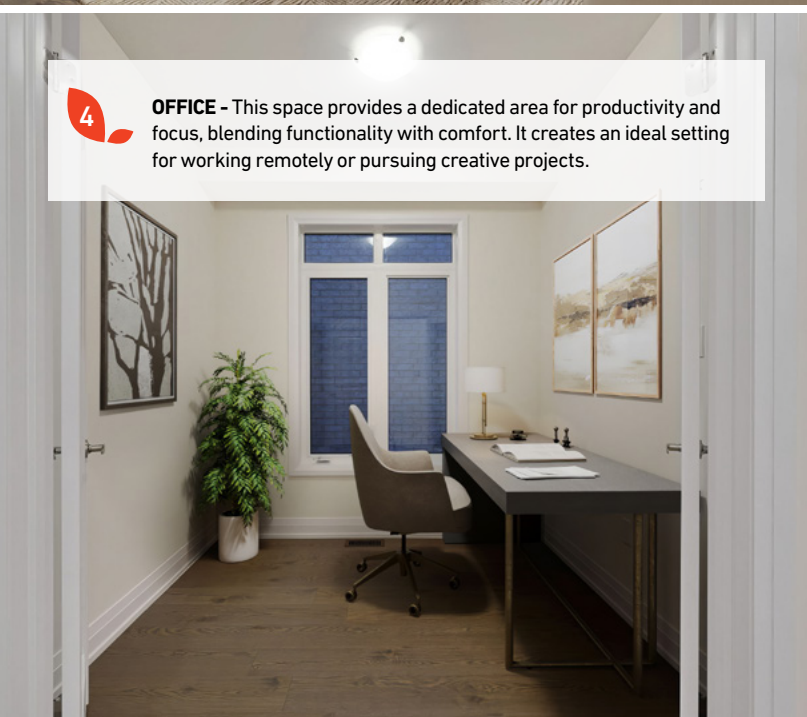 4
OFFICE - This space provides a dedicated area for productivity and
focus, blending functionality with comfort. It creates an ideal setting
for working remotely or pursuing creative projects.